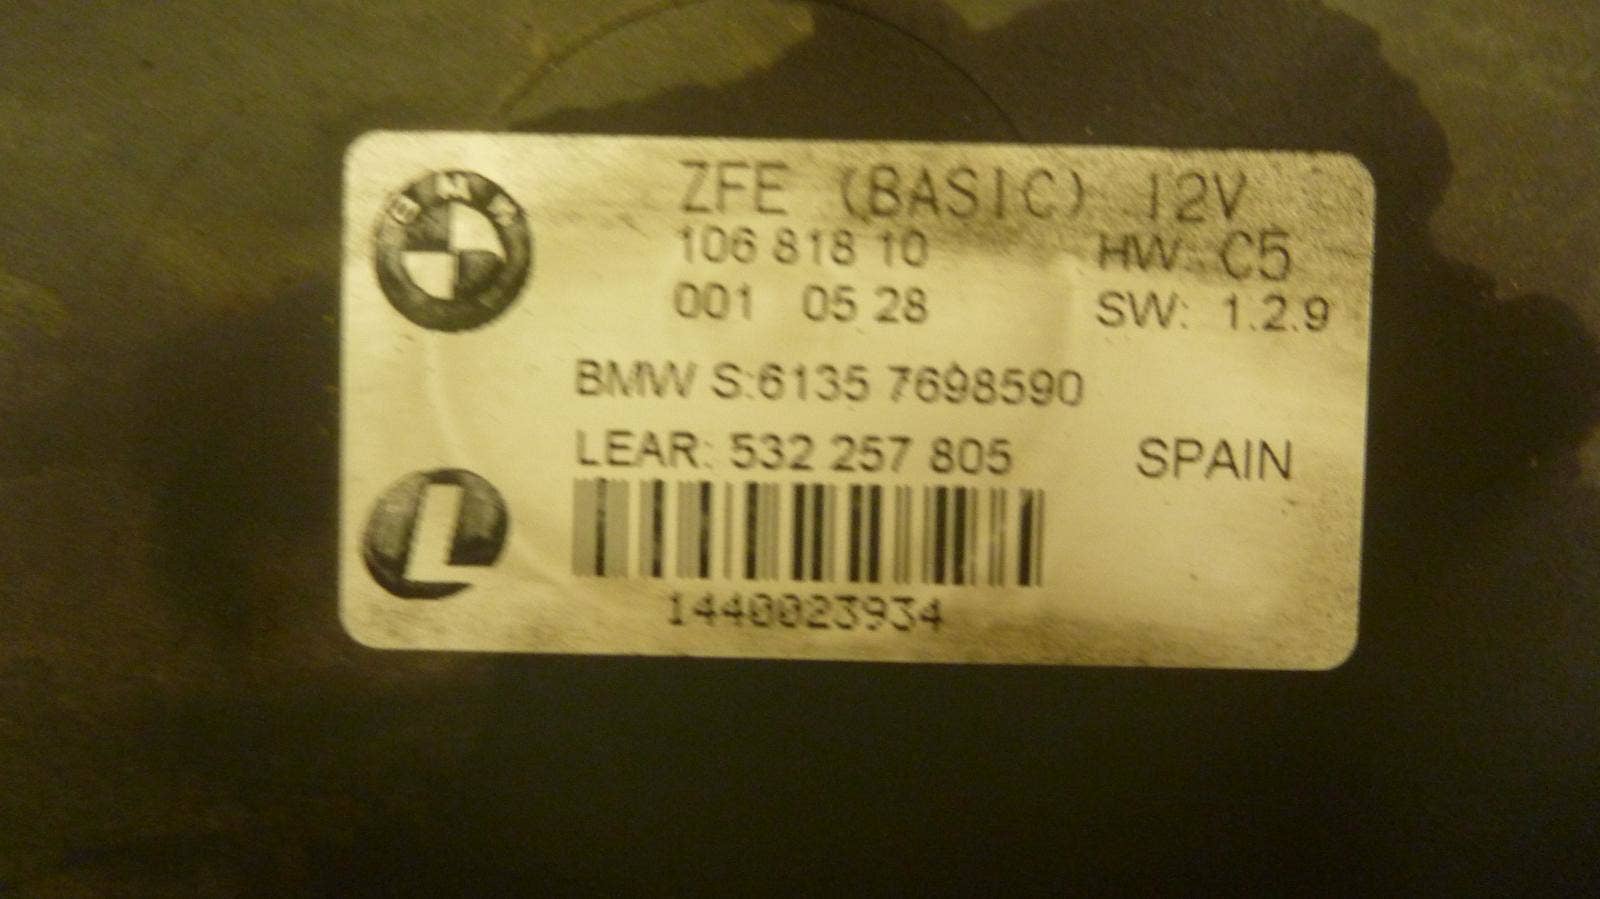 BMW
ZFE (BASIC) 12V
106 818 10 HW: C5
001 05 28 SW: 1.2.9
BMW S:6135 7698590
LEAR: 532 257 805 SPAIN
L
1440023934